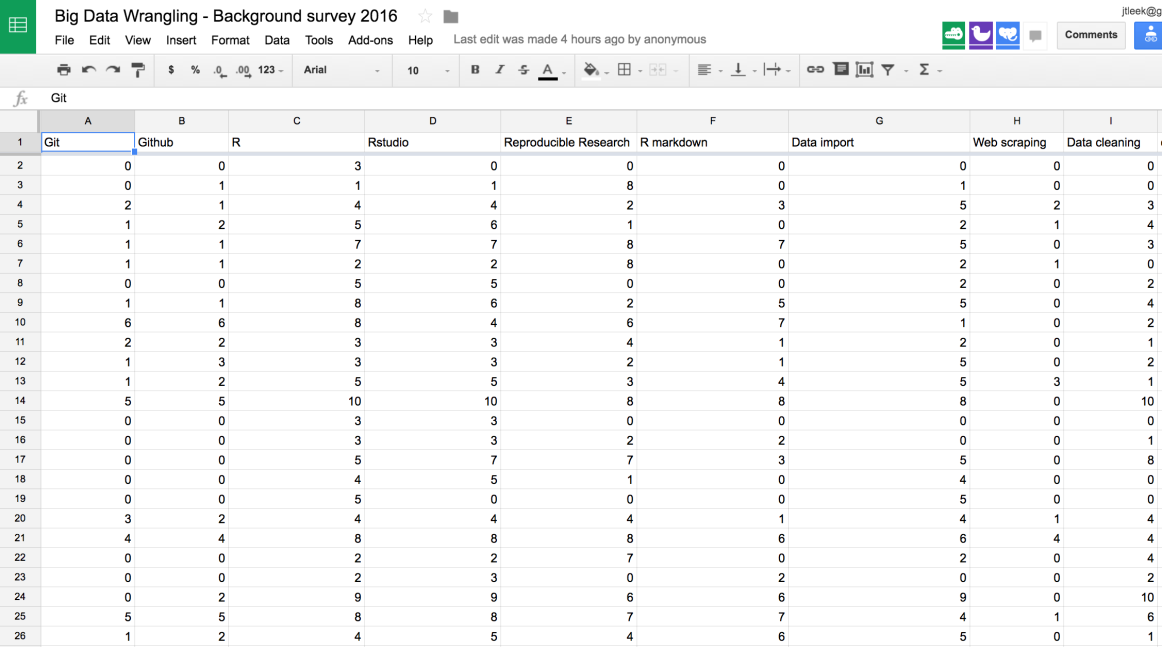 jtleek@g
Big Data Wrangling - Background survey 2016
File Edit View Insert Format Data Tools Add-ons Help Last edit was made 4 hours ago by anonymous
Comments
$ % .0 .00 123 Arial 10 B I S A Σ
fx Git
A B C D E F G H I
1 Git Github R Rstudio Reproducible Research R markdown Data import Web scraping Data cleaning
2 0 0 3 0 0 0 0 0 0
3 0 1 1 1 8 0 1 0 0
4 2 1 4 4 2 3 5 2 3
5 1 2 5 6 1 0 2 1 4
6 1 1 7 7 8 7 5 0 3
7 1 1 2 2 8 0 2 1 0
8 0 0 5 5 0 0 2 0 2
9 1 1 8 6 2 5 5 0 4
10 6 6 8 4 6 7 1 0 2
11 2 2 3 3 4 1 2 0 1
12 1 3 3 3 2 1 5 0 2
13 1 2 5 5 3 4 5 3 1
14 5 5 10 10 8 8 8 0 10
15 0 0 3 3 0 0 0 0 0
16 0 0 3 3 2 2 0 0 1
17 0 0 5 7 7 3 5 0 8
18 0 0 4 5 1 0 4 0 0
19 0 0 5 0 0 0 5 0 0
20 3 2 4 4 4 1 4 1 4
21 4 4 8 8 8 6 6 4 4
22 0 0 2 2 7 0 2 0 4
23 0 0 2 3 0 2 0 0 2
24 0 2 9 9 6 6 9 0 10
25 5 5 8 8 7 7 4 1 6
26 1 2 4 5 4 6 5 0 1